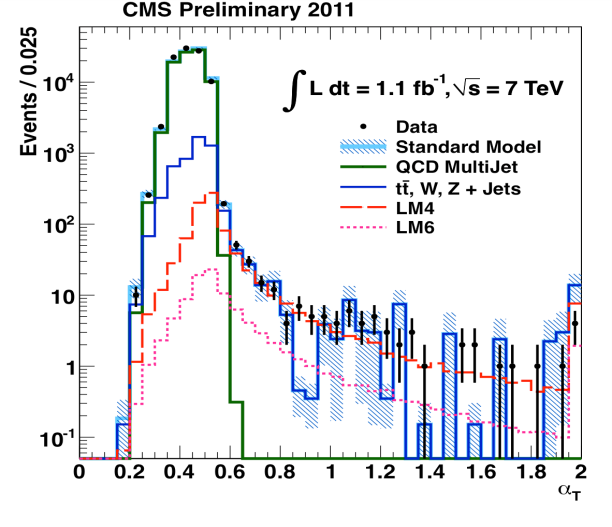 CMS Preliminary 2011
Events / 0.025
∫ L dt = 1.1 fb⁻¹, √s = 7 TeV
Data
Standard Model
QCD MultiJet
tt̄, W, Z + Jets
LM4
LM6
10⁴
10³
10²
10
1
10⁻¹
0 0.2 0.4 0.6 0.8 1 1.2 1.4 1.6 1.8 2
α_T